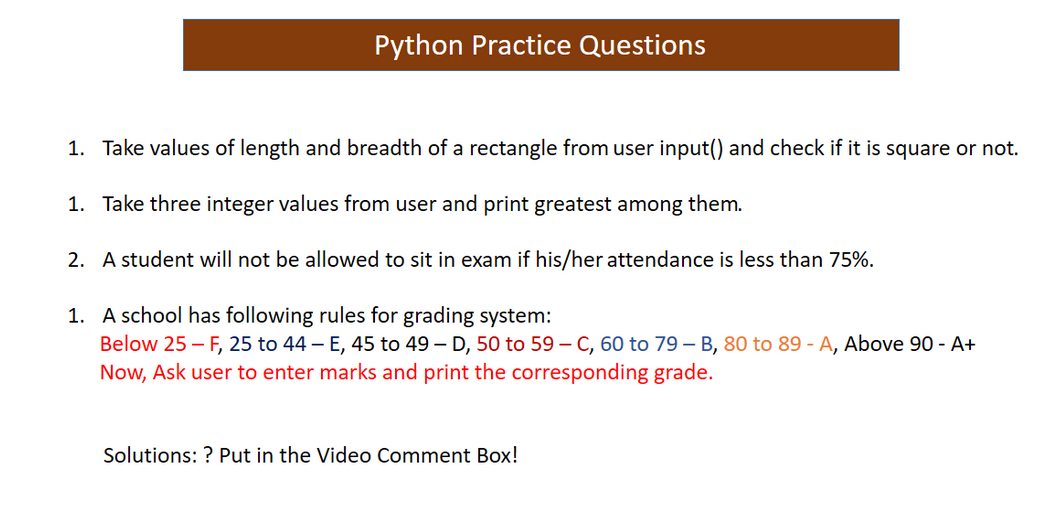 Python Practice Questions
1. Take values of length and breadth of a rectangle from user input() and check if it is square or not.
1. Take three integer values from user and print greatest among them.
2. A student will not be allowed to sit in exam if his/her attendance is less than 75%.
1. A school has following rules for grading system:
Below 25 – F, 25 to 44 – E, 45 to 49 – D, 50 to 59 – C, 60 to 79 – B, 80 to 89 - A, Above 90 - A+
Now, Ask user to enter marks and print the corresponding grade.
Solutions: ? Put in the Video Comment Box!